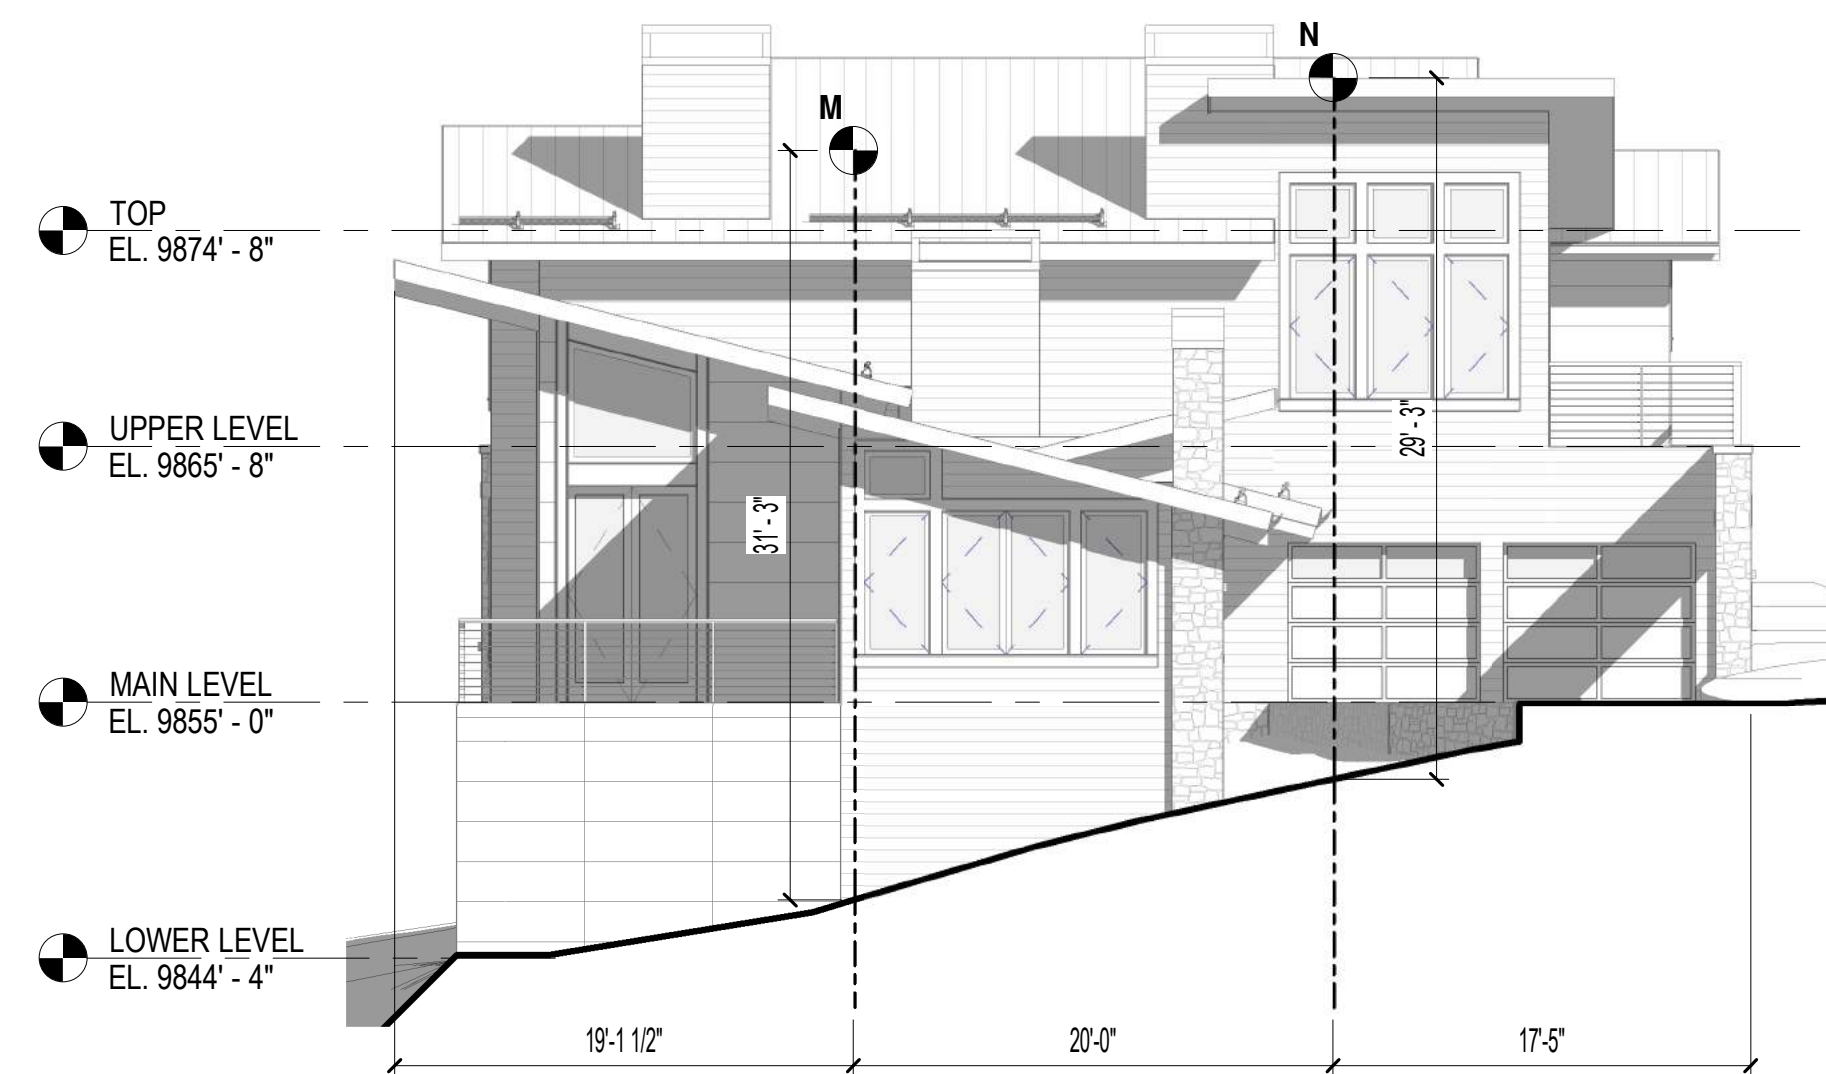 N
M
TOP
EL. 9874' - 8"
UPPER LEVEL
EL. 9865' - 8"
29' - 3"
31' - 3"
MAIN LEVEL
EL. 9855' - 0"
LOWER LEVEL
EL. 9844' - 4"
19'-1 1/2"
20'-0"
17'-5"